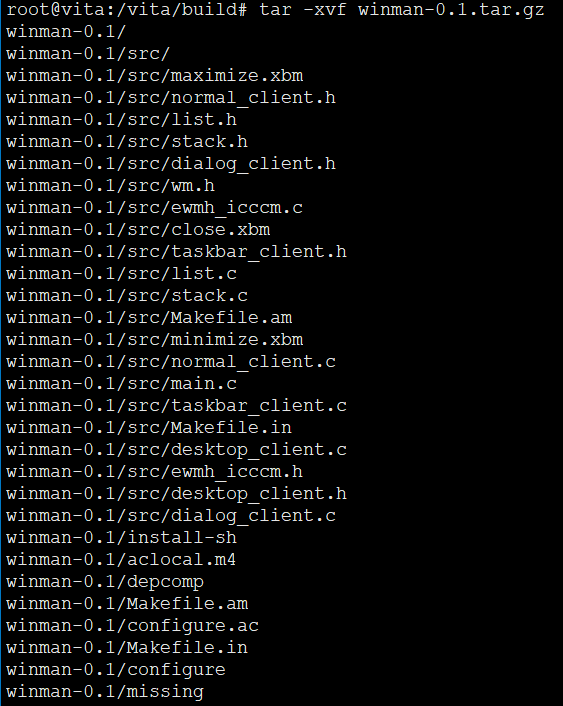 root@vita:/vita/build# tar -xvf winman-0.1.tar.gz
winman-0.1/
winman-0.1/src/
winman-0.1/src/maximize.xbm
winman-0.1/src/normal_client.h
winman-0.1/src/list.h
winman-0.1/src/stack.h
winman-0.1/src/dialog_client.h
winman-0.1/src/wm.h
winman-0.1/src/ewmh_icccm.c
winman-0.1/src/close.xbm
winman-0.1/src/taskbar_client.h
winman-0.1/src/list.c
winman-0.1/src/stack.c
winman-0.1/src/Makefile.am
winman-0.1/src/minimize.xbm
winman-0.1/src/normal_client.c
winman-0.1/src/main.c
winman-0.1/src/taskbar_client.c
winman-0.1/src/Makefile.in
winman-0.1/src/desktop_client.c
winman-0.1/src/ewmh_icccm.h
winman-0.1/src/desktop_client.h
winman-0.1/src/dialog_client.c
winman-0.1/install-sh
winman-0.1/aclocal.m4
winman-0.1/depcomp
winman-0.1/Makefile.am
winman-0.1/configure.ac
winman-0.1/Makefile.in
winman-0.1/configure
winman-0.1/missing